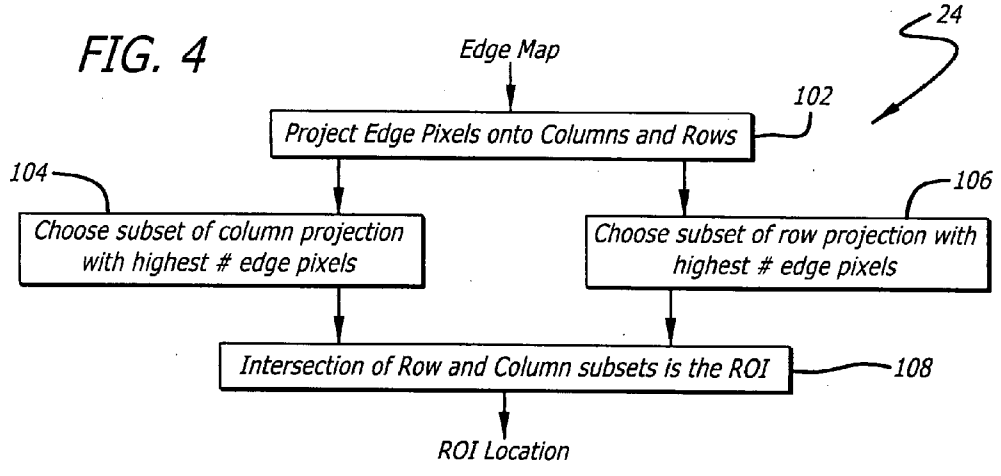 FIG. 4
24
Edge Map
102
Project Edge Pixels onto Columns and Rows
104
106
Choose subset of column projection
with highest # edge pixels
Choose subset of row projection with
highest # edge pixels
Intersection of Row and Column subsets is the ROI
108
ROI Location